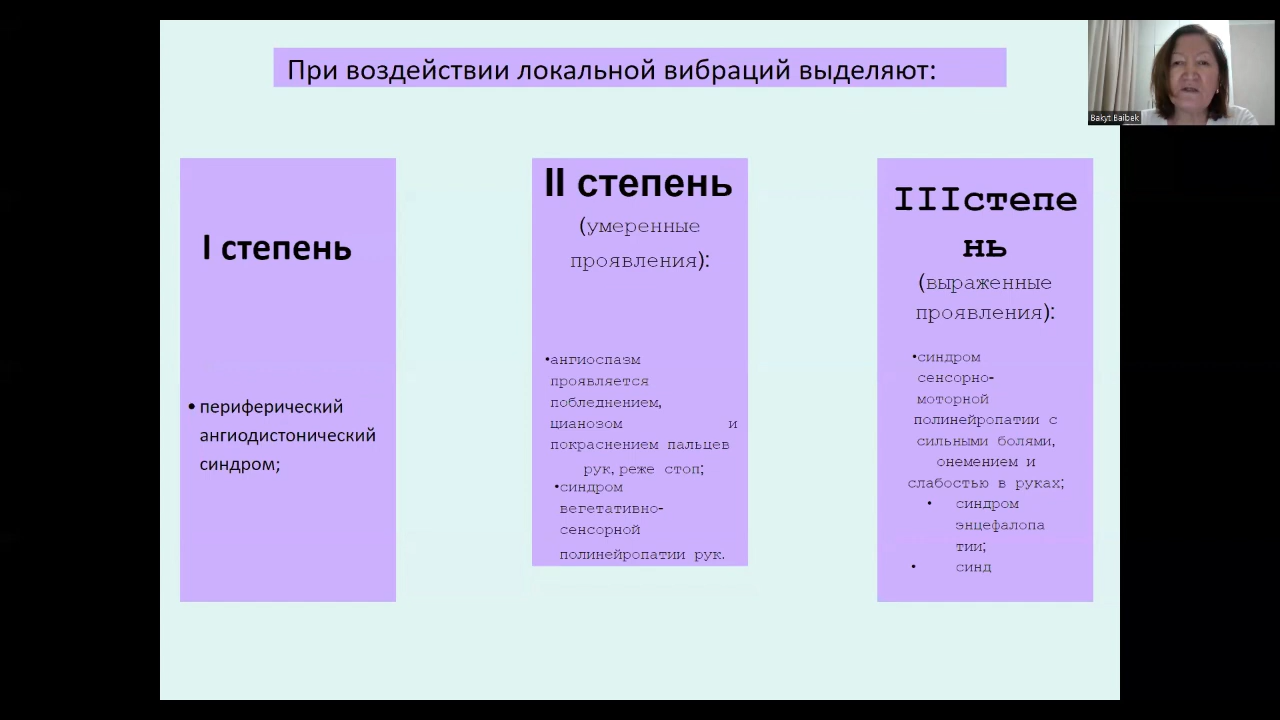 При воздействии локальной вибраций выделяют:
Bakyt Baibek
I степень
• периферический
ангиодистонический
синдром;
II степень
(умеренные
проявления):
•ангиоспазм
проявляется
побледнением,
цианозом и
покраснением пальцев
рук, реже стоп;
•синдром
вегетативно-
сенсорной
полинейропатии рук.
IIIстепе
нь
(выраженные
проявления):
•синдром
сенсорно-
моторной
полинейропатии с
сильными болями,
онемением и
слабостью в руках;
• синдром
энцефалопа
тии;
• синд